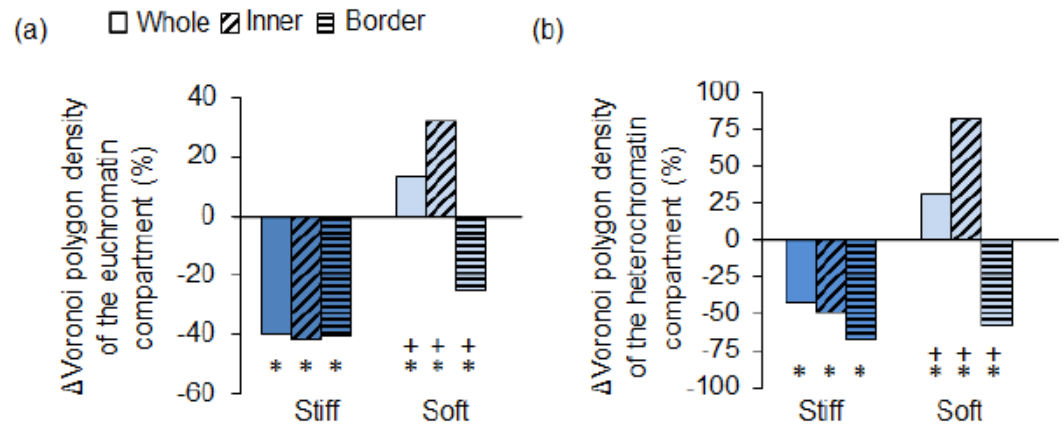 (a) Whole Inner Border
ΔVoronoi polygon density
of the euchromatin
compartment (%)
40
20
0
-20
-40
-60
* * *
+ + +
* * *
Stiff Soft
(b)
ΔVoronoi polygon density
of the heterochromatin
compartment (%)
100
75
50
25
0
-25
-50
-75
-100
* * *
+ + +
* * *
Stiff Soft